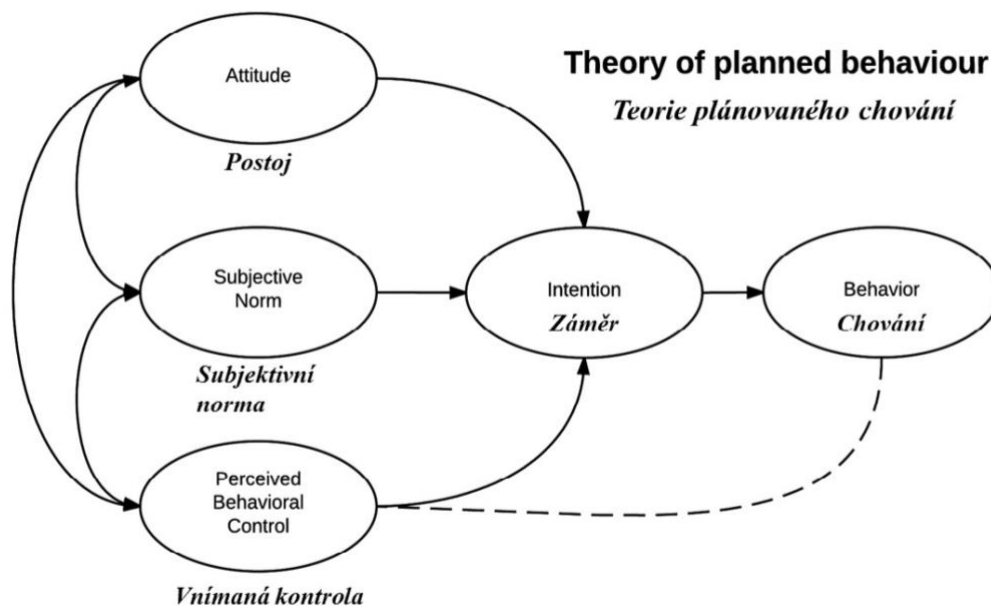 Theory of planned behaviour
Teorie plánovaného chování
Attitude
Postoj
Subjective
Norm
Subjektivní
norma
Perceived
Behavioral
Control
Vnímaná kontrola
Intention
Záměr
Behavior
Chování